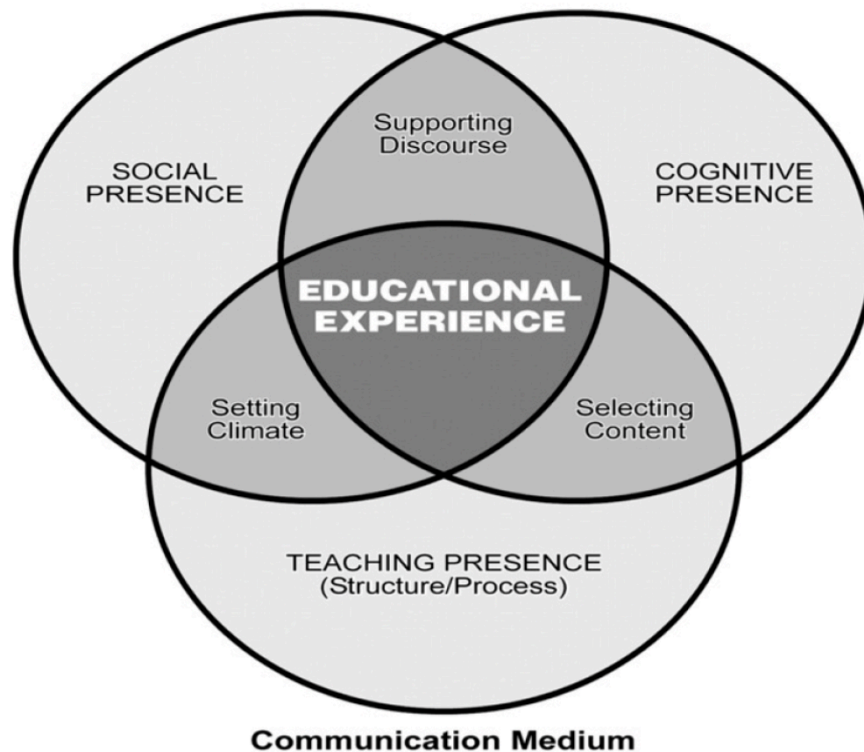 Supporting
Discourse
SOCIAL
PRESENCE
COGNITIVE
PRESENCE
EDUCATIONAL
EXPERIENCE
Setting
Climate
Selecting
Content
TEACHING PRESENCE
(Structure/Process)
Communication Medium